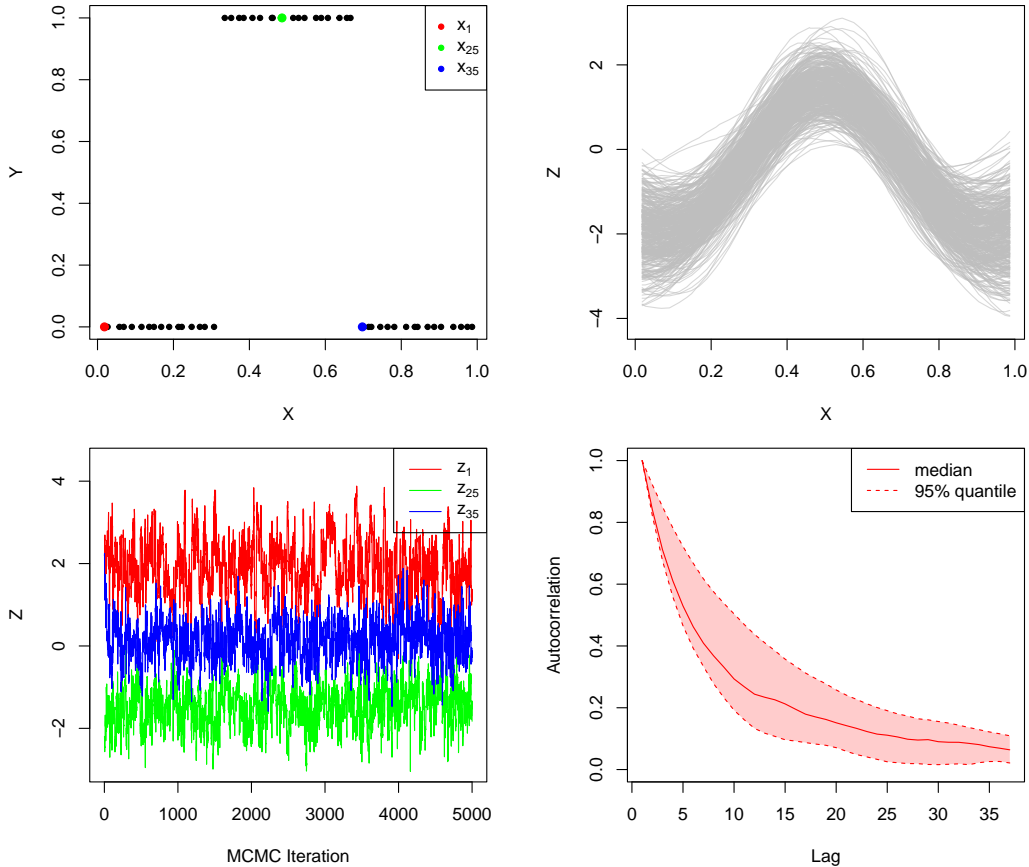 Y
0.0 0.2 0.4 0.6 0.8 1.0
x1
x25
x35
0.0 0.2 0.4 0.6 0.8 1.0
X
Z
−4 −2 0 2
0.0 0.2 0.4 0.6 0.8 1.0
X
Z
−2 0 2 4
z1
z25
z35
0 1000 2000 3000 4000 5000
MCMC Iteration
Autocorrelation
0.0 0.2 0.4 0.6 0.8 1.0
median
95% quantile
0 5 10 15 20 25 30 35
Lag